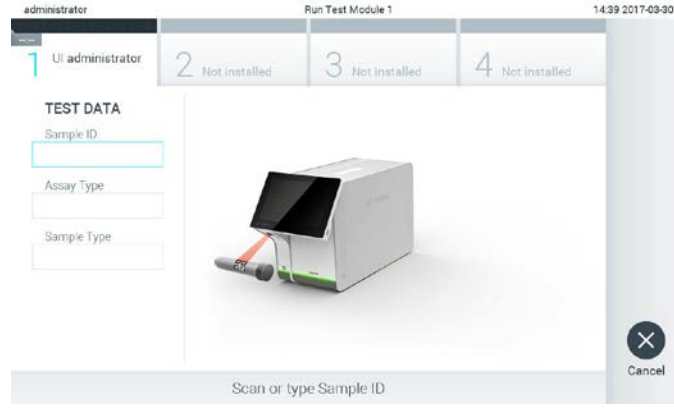 administrator Run Test Module 1 14:39 2017-03-30
1 UI administrator 2 Not installed 3 Not installed 4 Not installed
TEST DATA
Sample ID
Assay Type
Sample Type
Cancel
Scan or type Sample ID